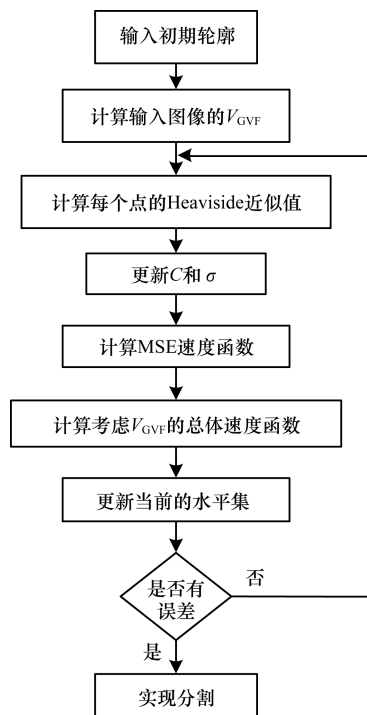 输入初期轮廓
计算输入图像的V_GVF
计算每个点的Heaviside近似值
更新C和 σ
计算MSE速度函数
计算考虑V_GVF的总体速度函数
更新当前的水平集
是否有
误差
否
是
实现分割